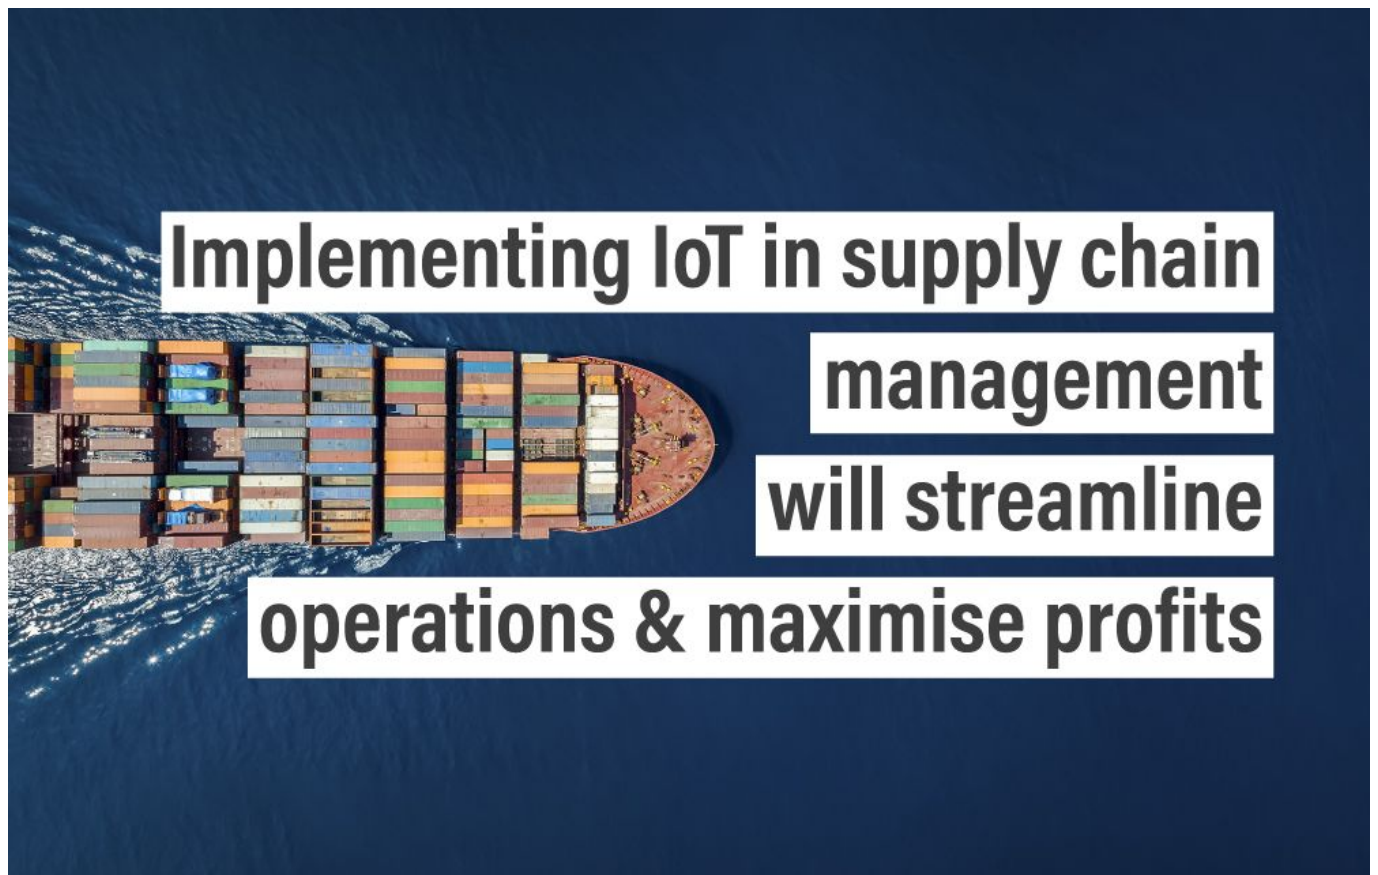 Implementing IoT in supply chain
management
will streamline
operations & maximise profits